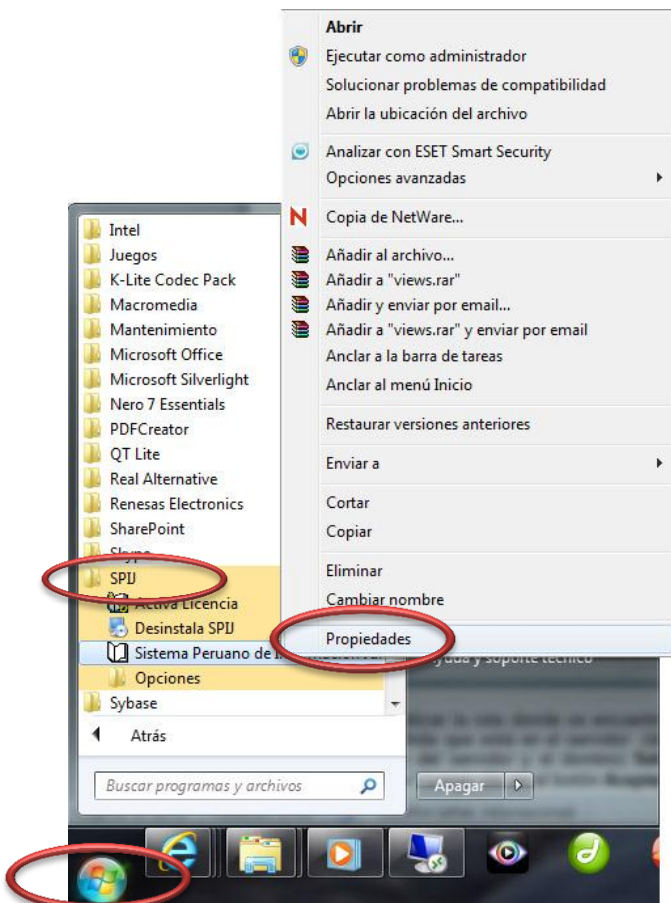 Abrir
Ejecutar como administrador
Solucionar problemas de compatibilidad
Abrir la ubicación del archivo
Analizar con ESET Smart Security
Opciones avanzadas
Copia de NetWare...
Añadir al archivo...
Añadir a "views.rar"
Añadir y enviar por email...
Añadir a "views.rar" y enviar por email
Anclar a la barra de tareas
Anclar al menú Inicio
Restaurar versiones anteriores
Enviar a
Cortar
Copiar
Eliminar
Cambiar nombre
Propiedades
Intel
Juegos
K-Lite Codec Pack
Macromedia
Mantenimiento
Microsoft Office
Microsoft Silverlight
Nero 7 Essentials
PDFCreator
QT Lite
Real Alternative
Renesas Electronics
SharePoint
Skype
SPIJ
Activa Licencia
Desinstala SPIJ
Sistema Peruano de
Opciones
Sybase
Atrás
Buscar programas y archivos
Ayuda y soporte técnico
Apagar